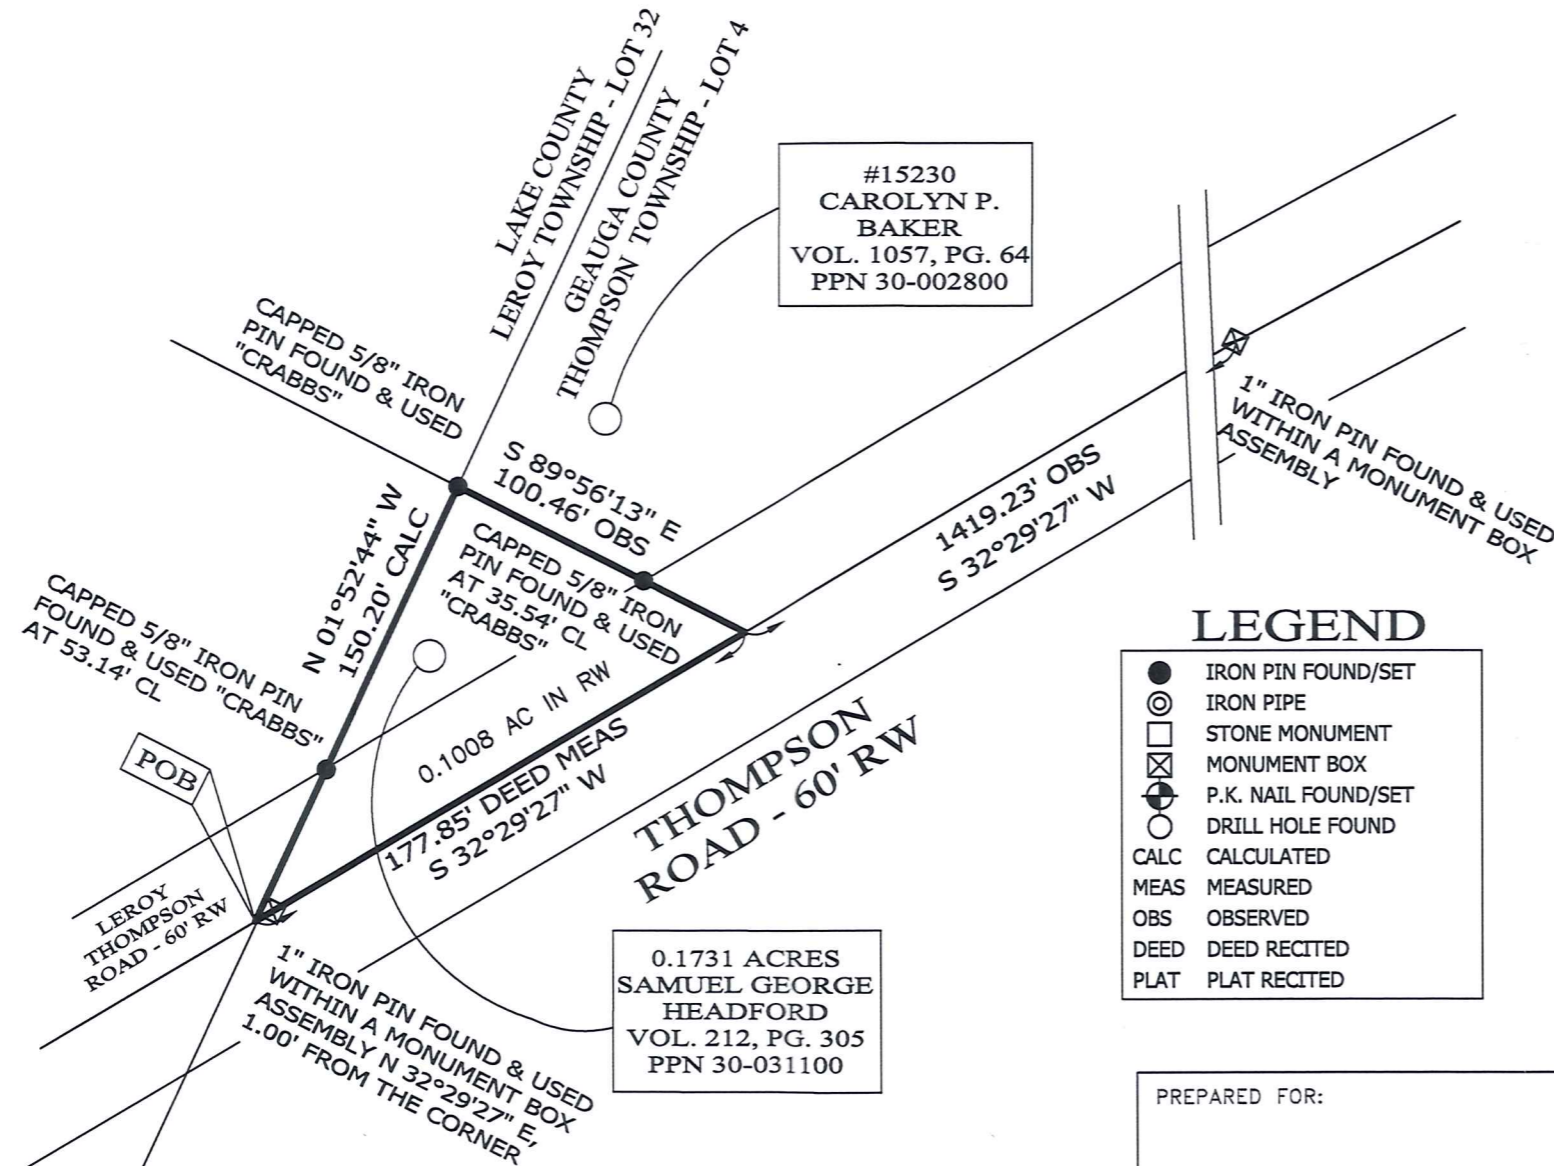 LAKE COUNTY
LEROY TOWNSHIP - LOT 32
GEAUGA COUNTY
THOMPSON TOWNSHIP - LOT 4
#15230
CAROLYN P.
BAKER
VOL. 1057, PG. 64
PPN 30-002800
CAPPED 5/8" IRON
PIN FOUND & USED
"CRABBS"
S 89°56'13" E
100.46' OBS
1" IRON PIN FOUND & USED
WITHIN A MONUMENT BOX
ASSEMBLY
1419.23' OBS
S 32°29'27" W
N 01°52'44" W
150.20' CALC
CAPPED 5/8" IRON
PIN FOUND & USED
AT 35.54' CL
"CRABBS"
CAPPED 5/8" IRON PIN
FOUND & USED "CRABBS"
AT 53.14' CL
0.1008 AC IN RW
177.85' DEED MEAS
S 32°29'27" W
THOMPSON
ROAD - 60' RW
POB
LEROY
THOMPSON
ROAD - 60' RW
1" IRON PIN FOUND & USED
WITHIN A MONUMENT BOX
ASSEMBLY N 32°29'27" E,
1.00' FROM THE CORNER
0.1731 ACRES
SAMUEL GEORGE
HEADFORD
VOL. 212, PG. 305
PPN 30-031100
LEGEND
IRON PIN FOUND/SET
IRON PIPE
STONE MONUMENT
MONUMENT BOX
P.K. NAIL FOUND/SET
DRILL HOLE FOUND
CALC CALCULATED
MEAS MEASURED
OBS OBSERVED
DEED DEED RECITED
PLAT PLAT RECITED
PREPARED FOR: